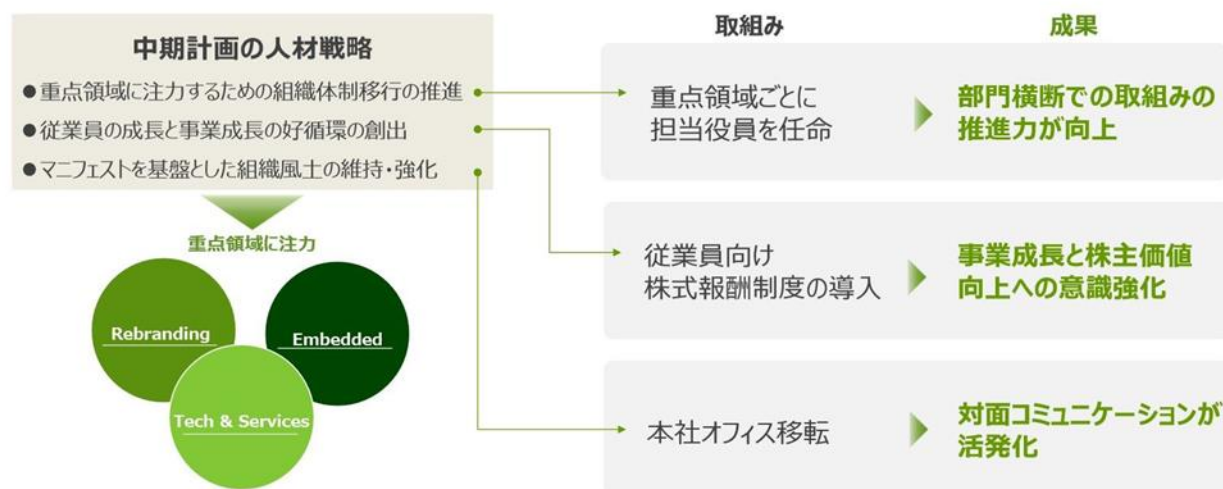 中期計画の人材戦略
●重点領域に注力するための組織体制移行の推進
●従業員の成長と事業成長の好循環の創出
●マニフェストを基盤とした組織風土の維持・強化
重点領域に注力
Rebranding
Embedded
Tech & Services
取組み
成果
重点領域ごとに
担当役員を任命
部門横断での取組みの
推進力が向上
従業員向け
株式報酬制度の導入
事業成長と株主価値
向上への意識強化
本社オフィス移転
対面コミュニケーションが
活発化